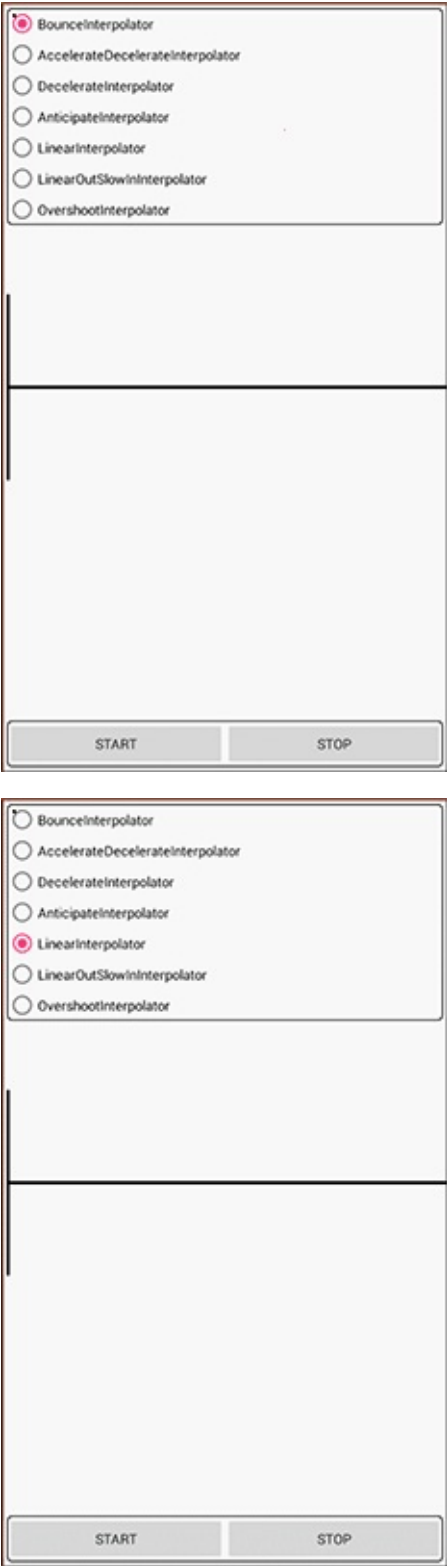 BounceInterpolator
AccelerateDecelerateInterpolator
DecelerateInterpolator
AnticipateInterpolator
LinearInterpolator
LinearOutSlowInInterpolator
OvershootInterpolator
START STOP
BounceInterpolator
AccelerateDecelerateInterpolator
DecelerateInterpolator
AnticipateInterpolator
LinearInterpolator
LinearOutSlowInInterpolator
OvershootInterpolator
START STOP